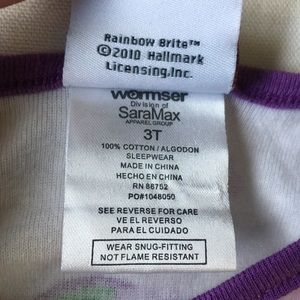 Rainbow Brite™
©2010 Hallmark
Licensing.Inc.
wormser
Division of
SaraMax
APPAREL GROUP
3T
100% COTTON / ALGODON
SLEEPWEAR
MADE IN CHINA
HECHO EN CHINA
RN 86752
PO#1048050
SEE REVERSE FOR CARE
VE EL REVERSO
PARA EL CUIDADO
WEAR SNUG-FITTING
NOT FLAME RESISTANT